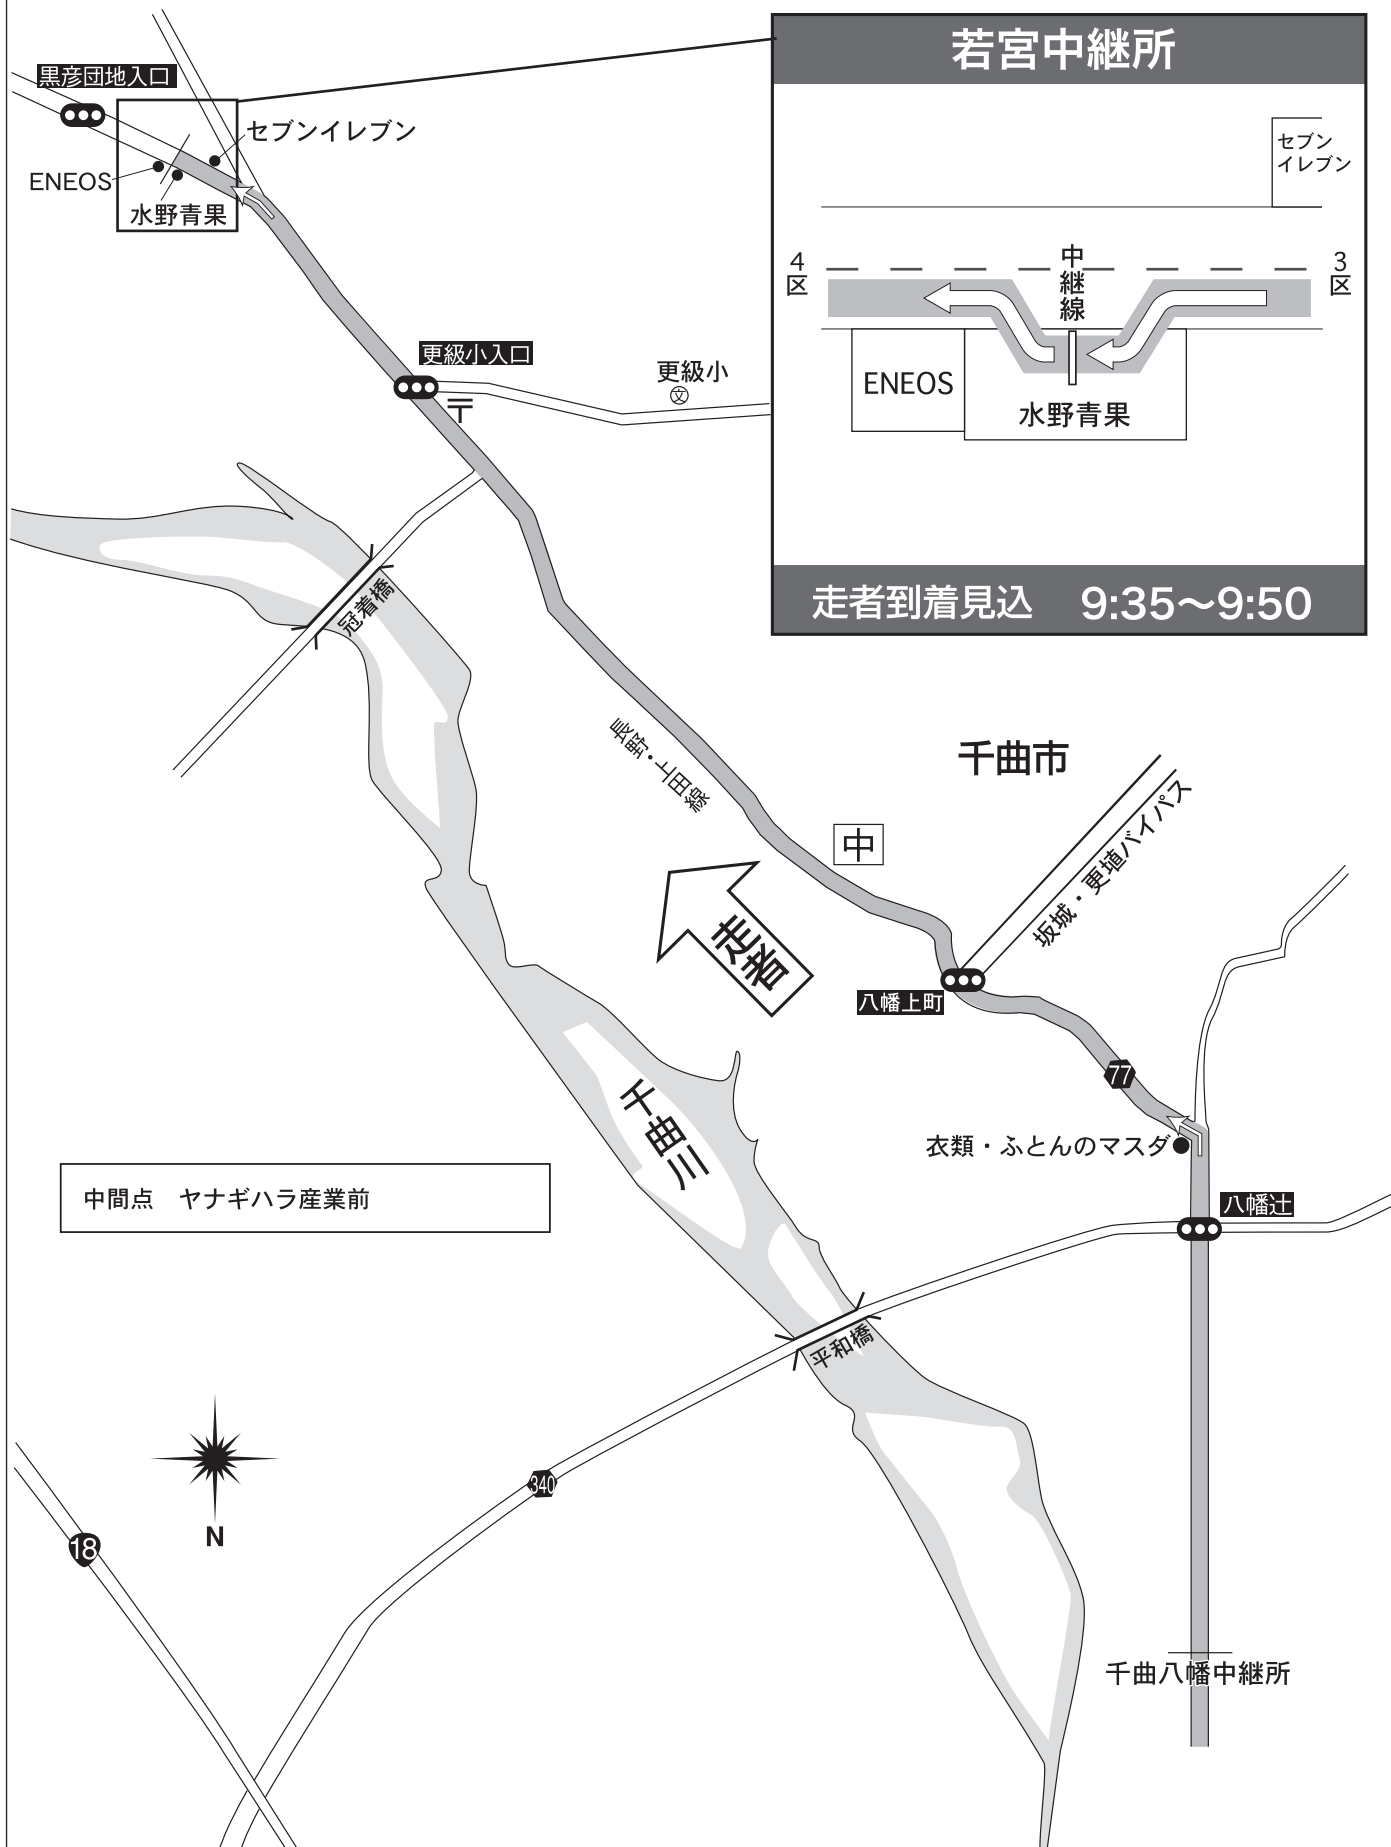 黒彦団地入口
セブンイレブン
ENEOS
水野青果
若宮中継所
セブン
イレブン
4区
中継線
3区
ENEOS
水野青果
走者到着見込 9:35〜9:50
更級小入口
更級小
文
〒
冠着橋
長野・上田線
千曲市
中
坂城・更埴バイパス
走者
八幡上町
77
千曲川
衣類・ふとんのマスダ
中間点 ヤナギハラ産業前
八幡辻
平和橋
340
N
18
千曲八幡中継所